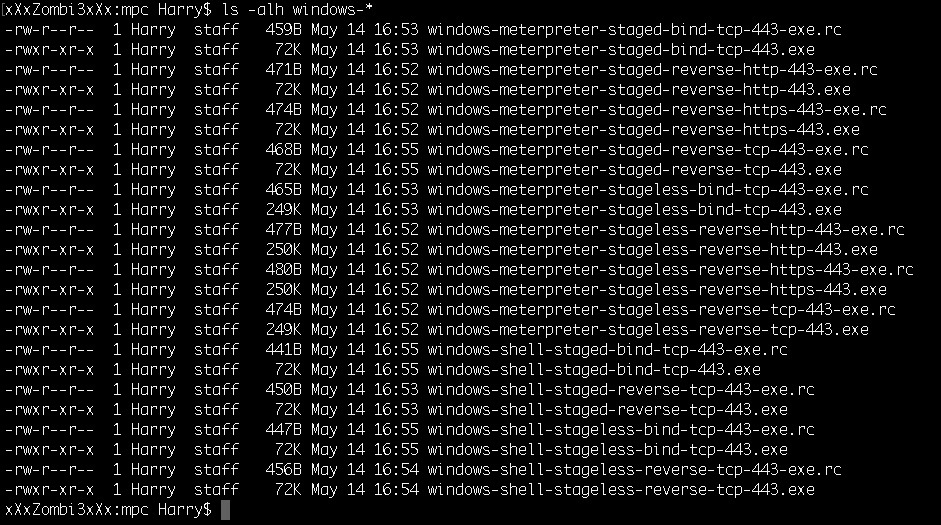 xXxZombi3xXx:mpc Harry$ ls -alh windows-*
-rw-r--r--  1 Harry  staff   459B May 14 16:53 windows-meterpreter-staged-bind-tcp-443-exe.rc
-rwxr-xr-x  1 Harry  staff    72K May 14 16:53 windows-meterpreter-staged-bind-tcp-443.exe
-rw-r--r--  1 Harry  staff   471B May 14 16:52 windows-meterpreter-staged-reverse-http-443-exe.rc
-rwxr-xr-x  1 Harry  staff    72K May 14 16:52 windows-meterpreter-staged-reverse-http-443.exe
-rw-r--r--  1 Harry  staff   474B May 14 16:52 windows-meterpreter-staged-reverse-https-443-exe.rc
-rwxr-xr-x  1 Harry  staff    72K May 14 16:52 windows-meterpreter-staged-reverse-https-443.exe
-rw-r--r--  1 Harry  staff   468B May 14 16:55 windows-meterpreter-staged-reverse-tcp-443-exe.rc
-rwxr-xr-x  1 Harry  staff    72K May 14 16:55 windows-meterpreter-staged-reverse-tcp-443.exe
-rw-r--r--  1 Harry  staff   465B May 14 16:53 windows-meterpreter-stageless-bind-tcp-443-exe.rc
-rwxr-xr-x  1 Harry  staff   249K May 14 16:53 windows-meterpreter-stageless-bind-tcp-443.exe
-rw-r--r--  1 Harry  staff   477B May 14 16:52 windows-meterpreter-stageless-reverse-http-443-exe.rc
-rwxr-xr-x  1 Harry  staff   250K May 14 16:52 windows-meterpreter-stageless-reverse-http-443.exe
-rw-r--r--  1 Harry  staff   480B May 14 16:52 windows-meterpreter-stageless-reverse-https-443-exe.rc
-rwxr-xr-x  1 Harry  staff   250K May 14 16:52 windows-meterpreter-stageless-reverse-https-443.exe
-rw-r--r--  1 Harry  staff   474B May 14 16:52 windows-meterpreter-stageless-reverse-tcp-443-exe.rc
-rwxr-xr-x  1 Harry  staff   249K May 14 16:52 windows-meterpreter-stageless-reverse-tcp-443.exe
-rw-r--r--  1 Harry  staff   441B May 14 16:55 windows-shell-staged-bind-tcp-443-exe.rc
-rwxr-xr-x  1 Harry  staff    72K May 14 16:55 windows-shell-staged-bind-tcp-443.exe
-rw-r--r--  1 Harry  staff   450B May 14 16:53 windows-shell-staged-reverse-tcp-443-exe.rc
-rwxr-xr-x  1 Harry  staff    72K May 14 16:53 windows-shell-staged-reverse-tcp-443.exe
-rw-r--r--  1 Harry  staff   447B May 14 16:55 windows-shell-stageless-bind-tcp-443-exe.rc
-rwxr-xr-x  1 Harry  staff    72K May 14 16:55 windows-shell-stageless-bind-tcp-443.exe
-rw-r--r--  1 Harry  staff   456B May 14 16:54 windows-shell-stageless-reverse-tcp-443-exe.rc
-rwxr-xr-x  1 Harry  staff    72K May 14 16:54 windows-shell-stageless-reverse-tcp-443.exe
xXxZombi3xXx:mpc Harry$